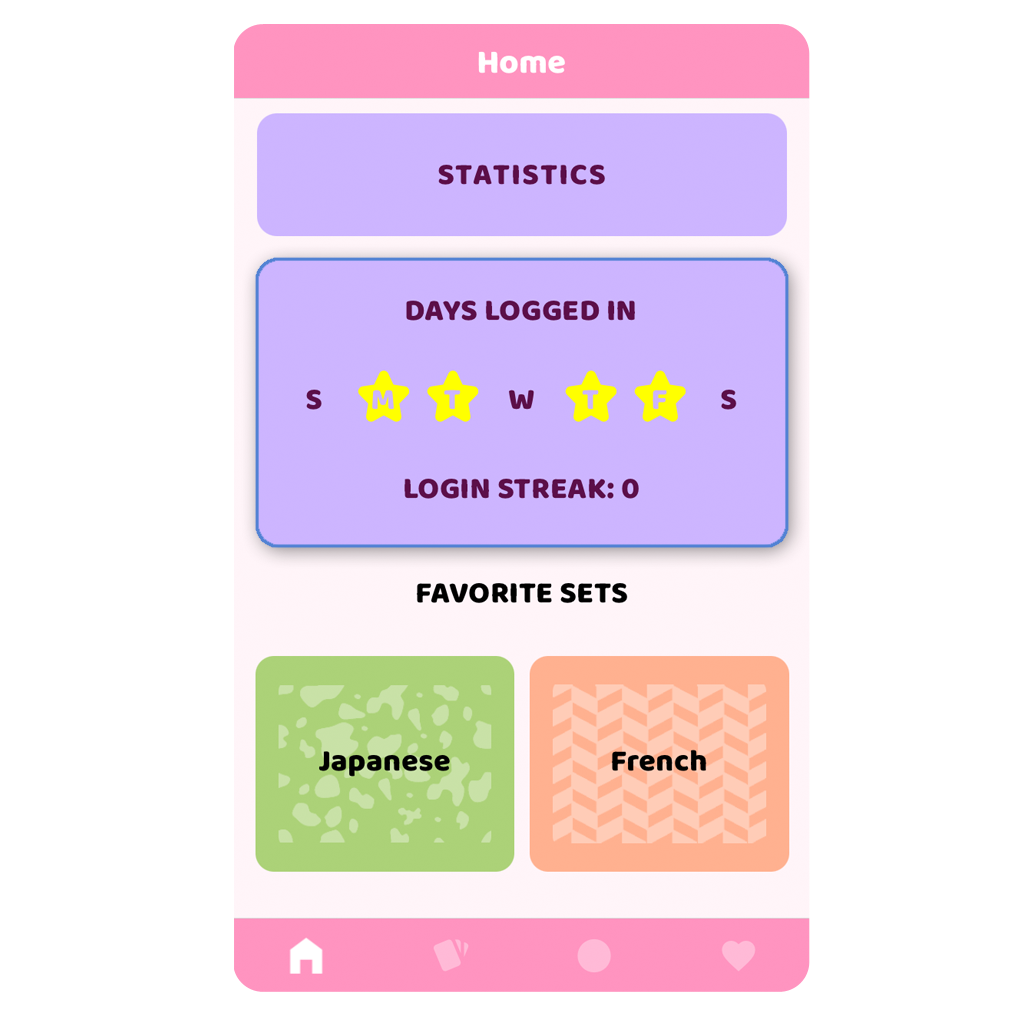 Home
STATISTICS
DAYS LOGGED IN
S M T W T F S
LOGIN STREAK: 0
FAVORITE SETS
Japanese French